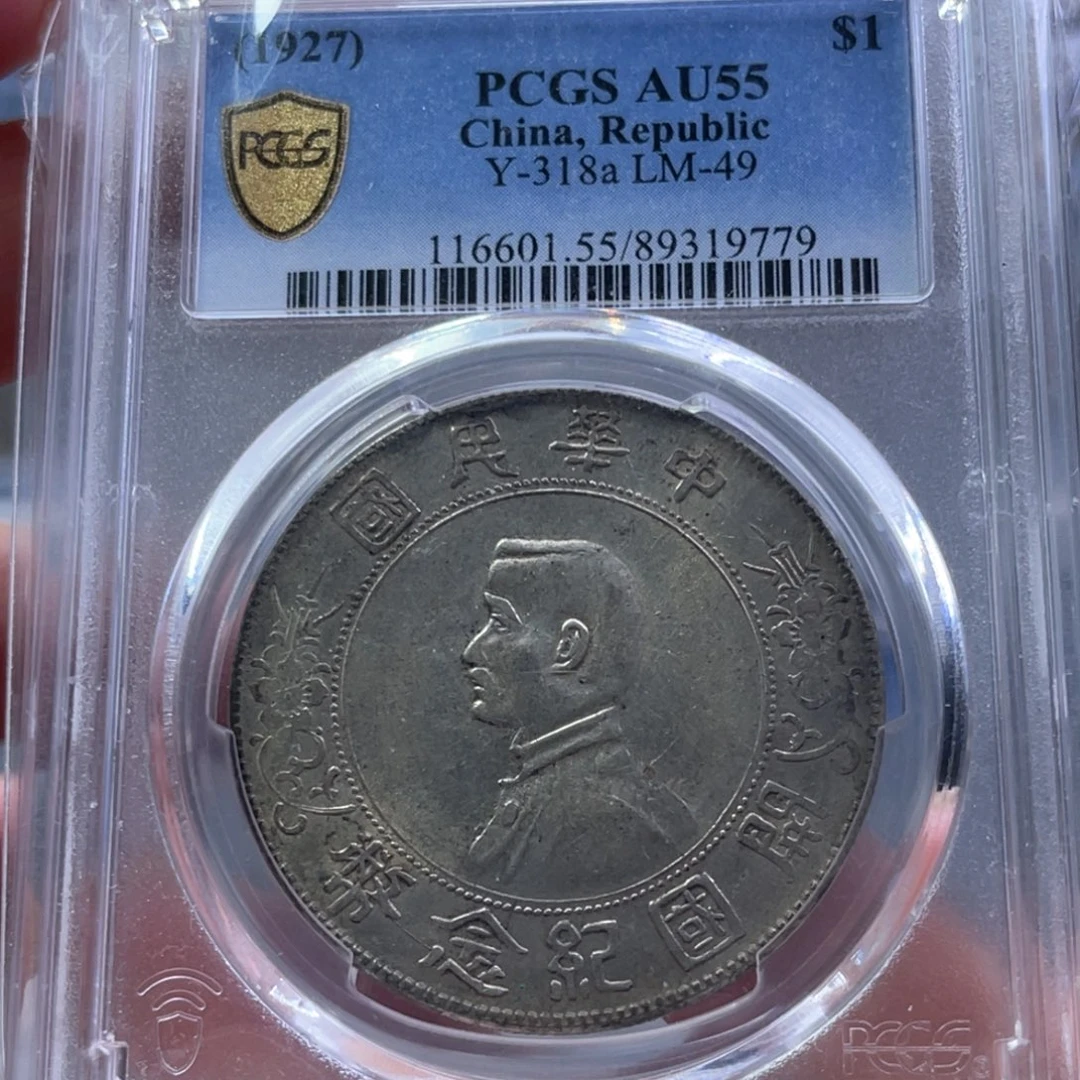 (1927) $1
PCGS AU55
PCGS
China, Republic
Y-318a LM-49
116601.55/89319779
中華民國
開國紀念幣
PCGS